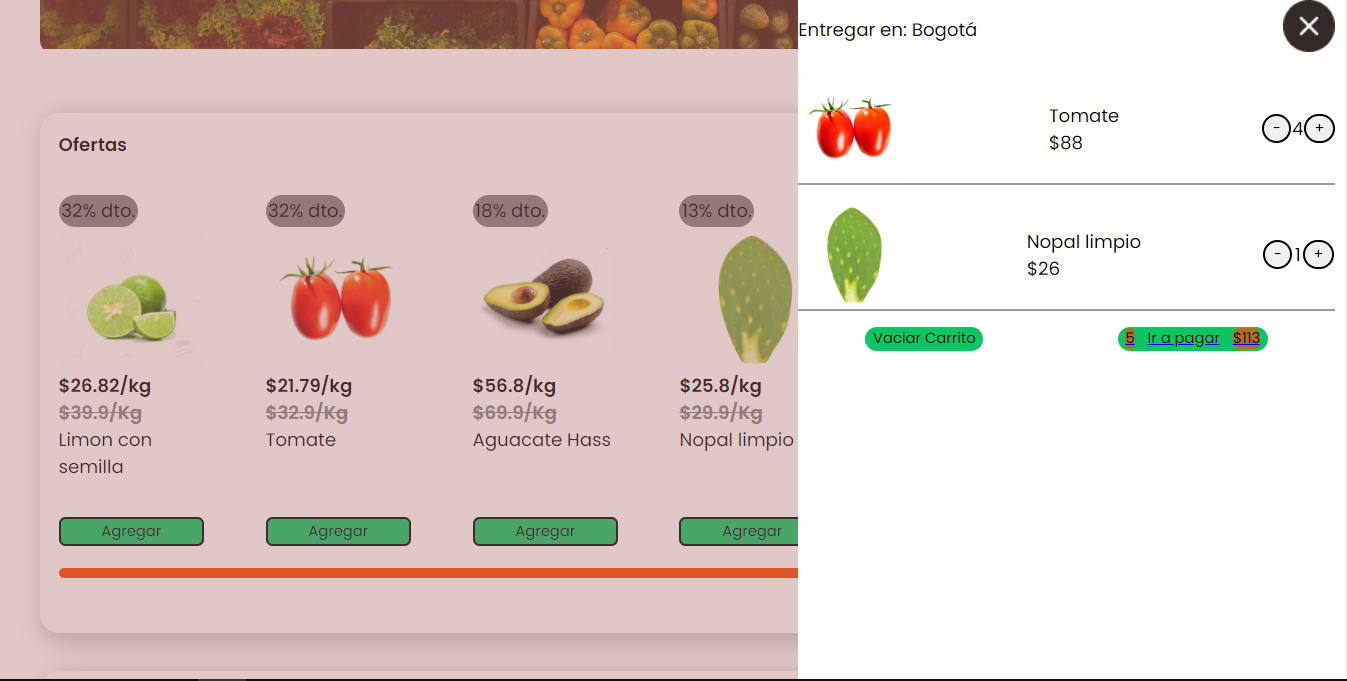 Entregar en: Bogotá
Tomate
$88
- 4 +
Nopal limpio
$26
- 1 +
Vaciar Carrito
5 Ir a pagar $113
Ofertas
32% dto.
$26.82/kg
$39.9/Kg
Limon con
semilla
Agregar
32% dto.
$21.79/kg
$32.9/Kg
Tomate
Agregar
18% dto.
$56.8/kg
$69.9/Kg
Aguacate Hass
Agregar
13% dto.
$25.8/kg
$29.9/Kg
Nopal limpio
Agregar